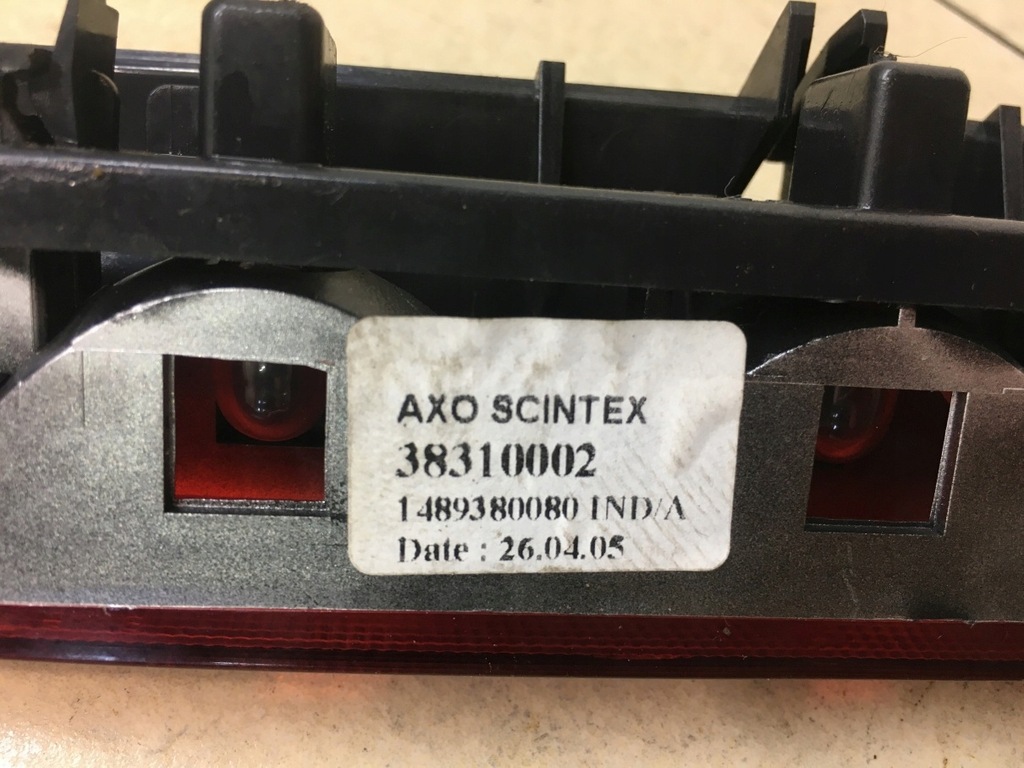 AXO SCINTEX
38310002
1489380080 IND/A
Date : 26.04.05